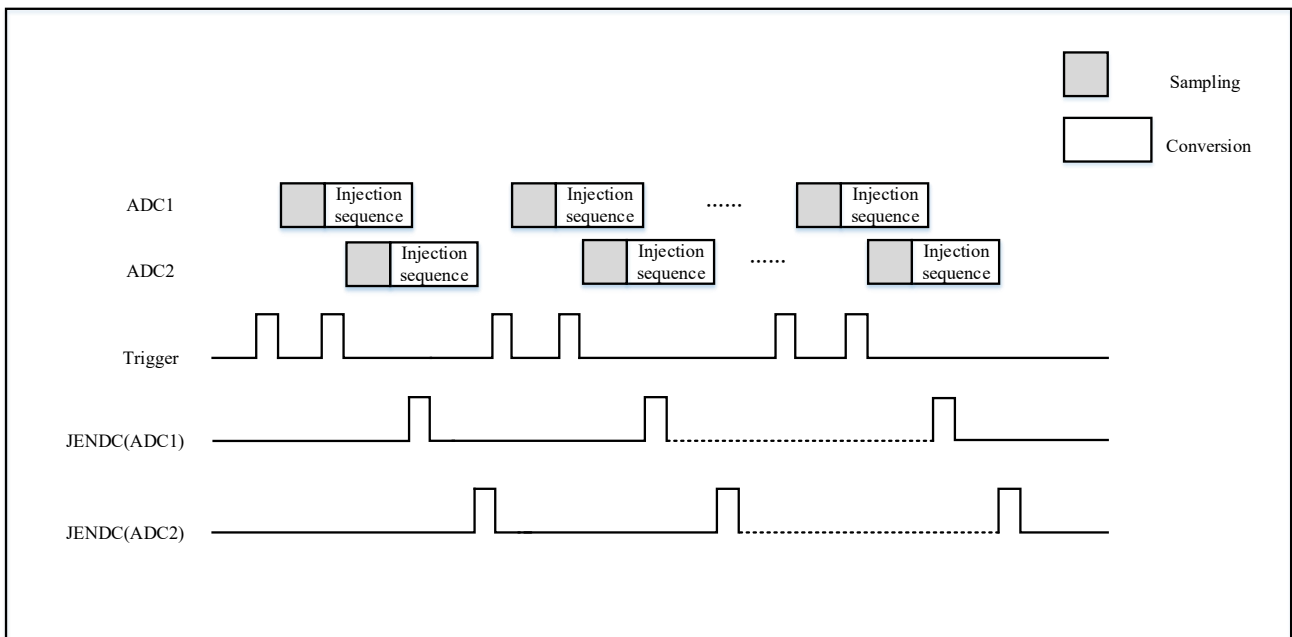 Sampling
Conversion
ADC1
Injection
sequence
Injection
sequence
......
Injection
sequence
ADC2
Injection
sequence
Injection
sequence
......
Injection
sequence
Trigger
JENDC(ADC1)
JENDC(ADC2)